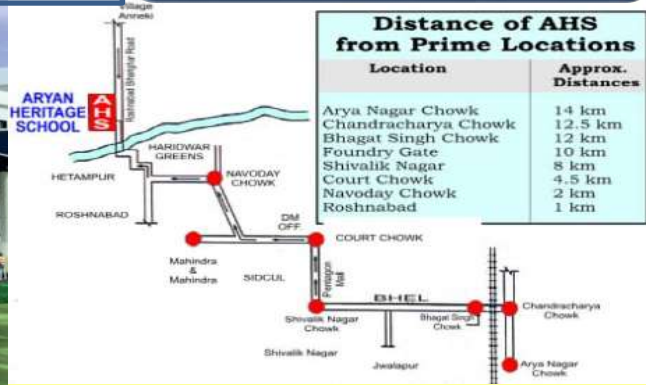 Village
Anneki
Roshnabad Bhenghar Road
ARYAN
HERITAGE
SCHOOL
AHS
HARIDWAR
GREENS
HETAMPUR
NAVODAY
CHOWK
ROSHNABAD
DM
OFF.
COURT CHOWK
Mahindra
&
Mahindra
SIDCUL
Pentagon
Mall
BHEL
Shivalik Nagar
Chowk
Bhagat Singh
Chowk
Chandracharya
Chowk
Shivalik Nagar
Jwalapur
Arya Nagar
Chowk
Distance of AHS
from Prime Locations
Location Approx.
Distances
Arya Nagar Chowk 14 km
Chandracharya Chowk 12.5 km
Bhagat Singh Chowk 12 km
Foundry Gate 10 km
Shivalik Nagar 8 km
Court Chowk 4.5 km
Navoday Chowk 2 km
Roshnabad 1 km